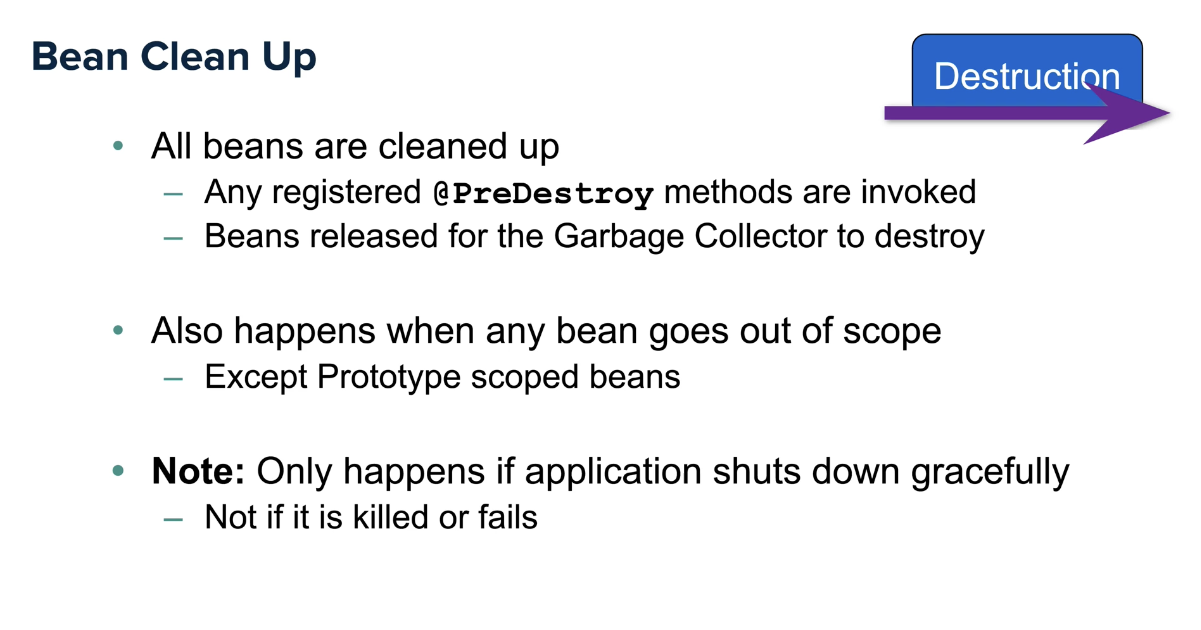 Bean Clean Up
Destruction
• All beans are cleaned up
– Any registered @PreDestroy methods are invoked
– Beans released for the Garbage Collector to destroy
• Also happens when any bean goes out of scope
– Except Prototype scoped beans
• Note: Only happens if application shuts down gracefully
– Not if it is killed or fails